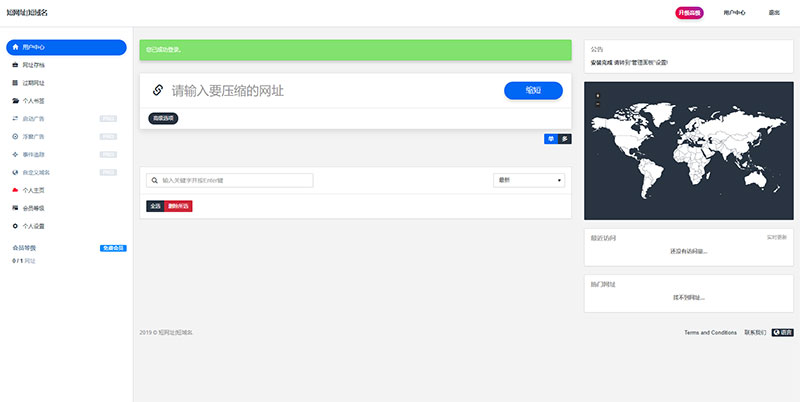 短网址|短域名
升级高级
用户中心
退出
用户中心
网址存档
过期网址
个人书签
启动广告 PRO
浮窗广告 PRO
事件追踪 PRO
自定义域名 PRO
个人主页
会员等级
个人设置
会员等级 免费会员
0 / 1 网址
您已成功登录。
请输入要压缩的网址
缩短
高级选项
单 多
输入关键字并按Enter键
最新
全选 删除所选
公告
安装完成 请转到"管理面板"设置!
+
−
最近访问 实时更新
还没有访问量...
热门网址
找不到网址...
2019 © 短网址|短域名.
Terms and Conditions 联系我们 语言